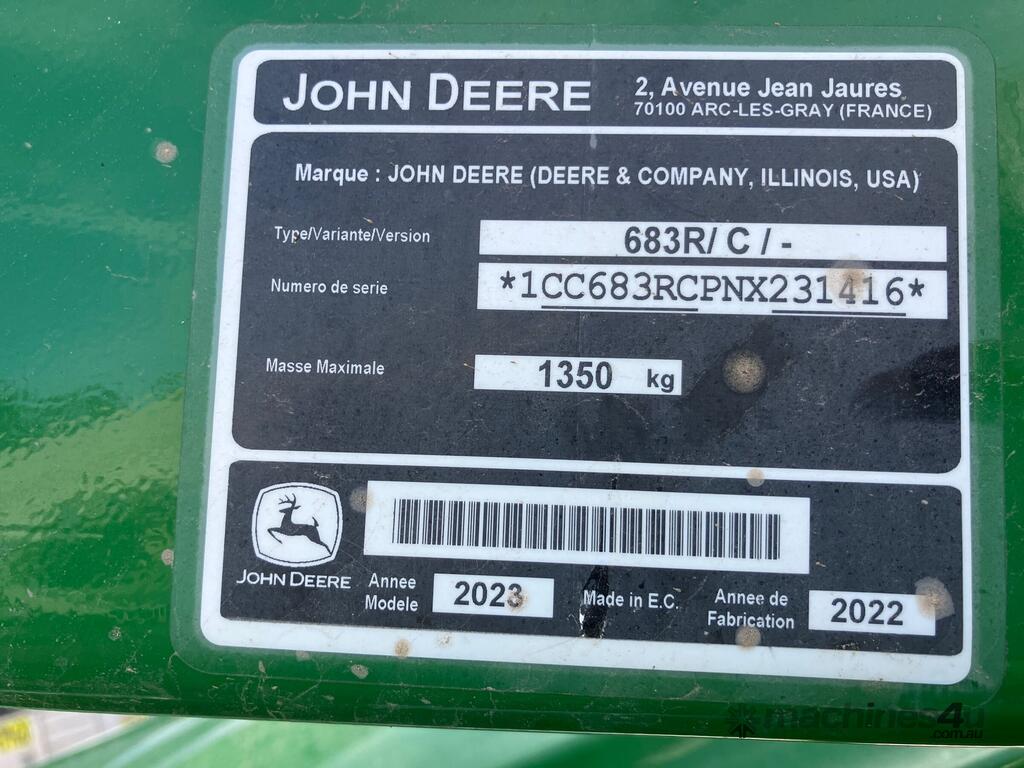 JOHN DEERE
2, Avenue Jean Jaures
70100 ARC-LES-GRAY (FRANCE)
Marque : JOHN DEERE (DEERE & COMPANY, ILLINOIS, USA)
Type/Variante/Version 683R/ C / -
Numero de serie *1CC683RCPNX231416*
Masse Maximale 1350 kg
JOHN DEERE
Annee Modele 2023
Made in E.C.
Annee de Fabrication 2022
machines4u
.com.au